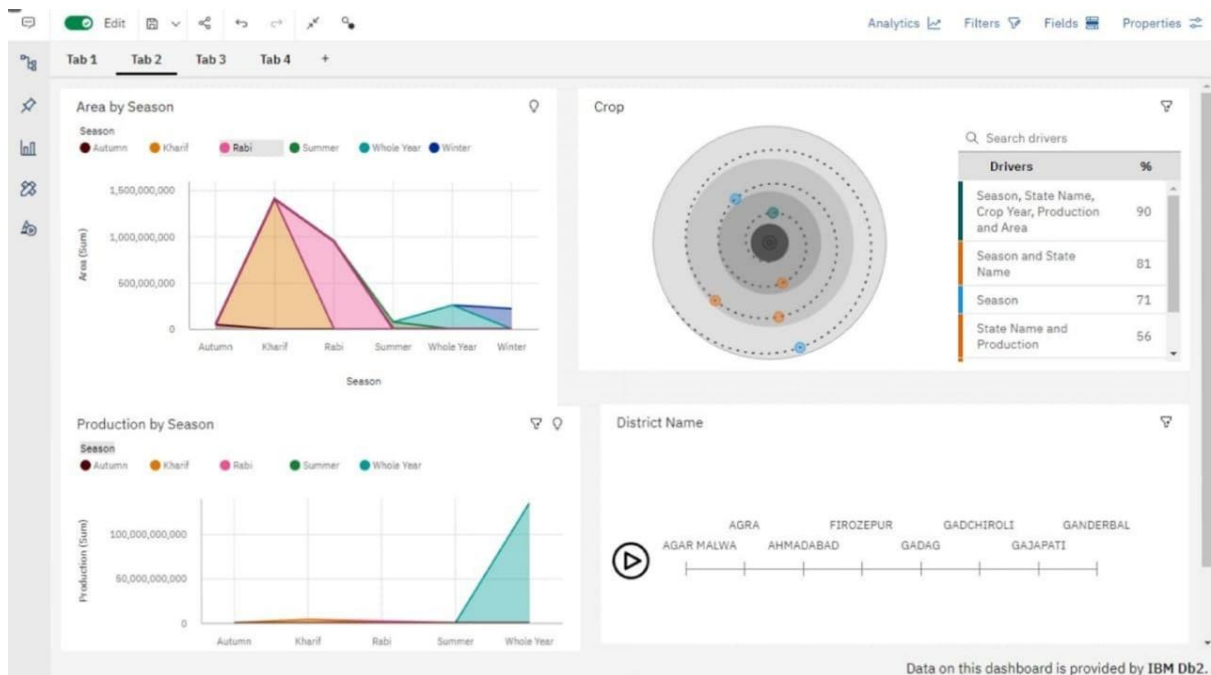 Edit
Analytics
Filters
Fields
Properties
Tab 1 Tab 2 Tab 3 Tab 4 +
Area by Season
Season
Autumn Kharif Rabi Summer Whole Year Winter
1,500,000,000
1,000,000,000
500,000,000
0
Area (Sum)
Autumn Kharif Rabi Summer Whole Year Winter
Season
Crop
Search drivers
Drivers %
Season, State Name,
Crop Year, Production 90
and Area
Season and State 81
Name
Season 71
State Name and 56
Production
Production by Season
Season
Autumn Kharif Rabi Summer Whole Year
100,000,000,000
50,000,000,000
0
Production (Sum)
Autumn Kharif Rabi Summer Whole Year
District Name
AGRA FIROZEPUR GADCHIROLI GANDERBAL
AGAR MALWA AHMADABAD GADAG GAJAPATI
Data on this dashboard is provided by IBM Db2.